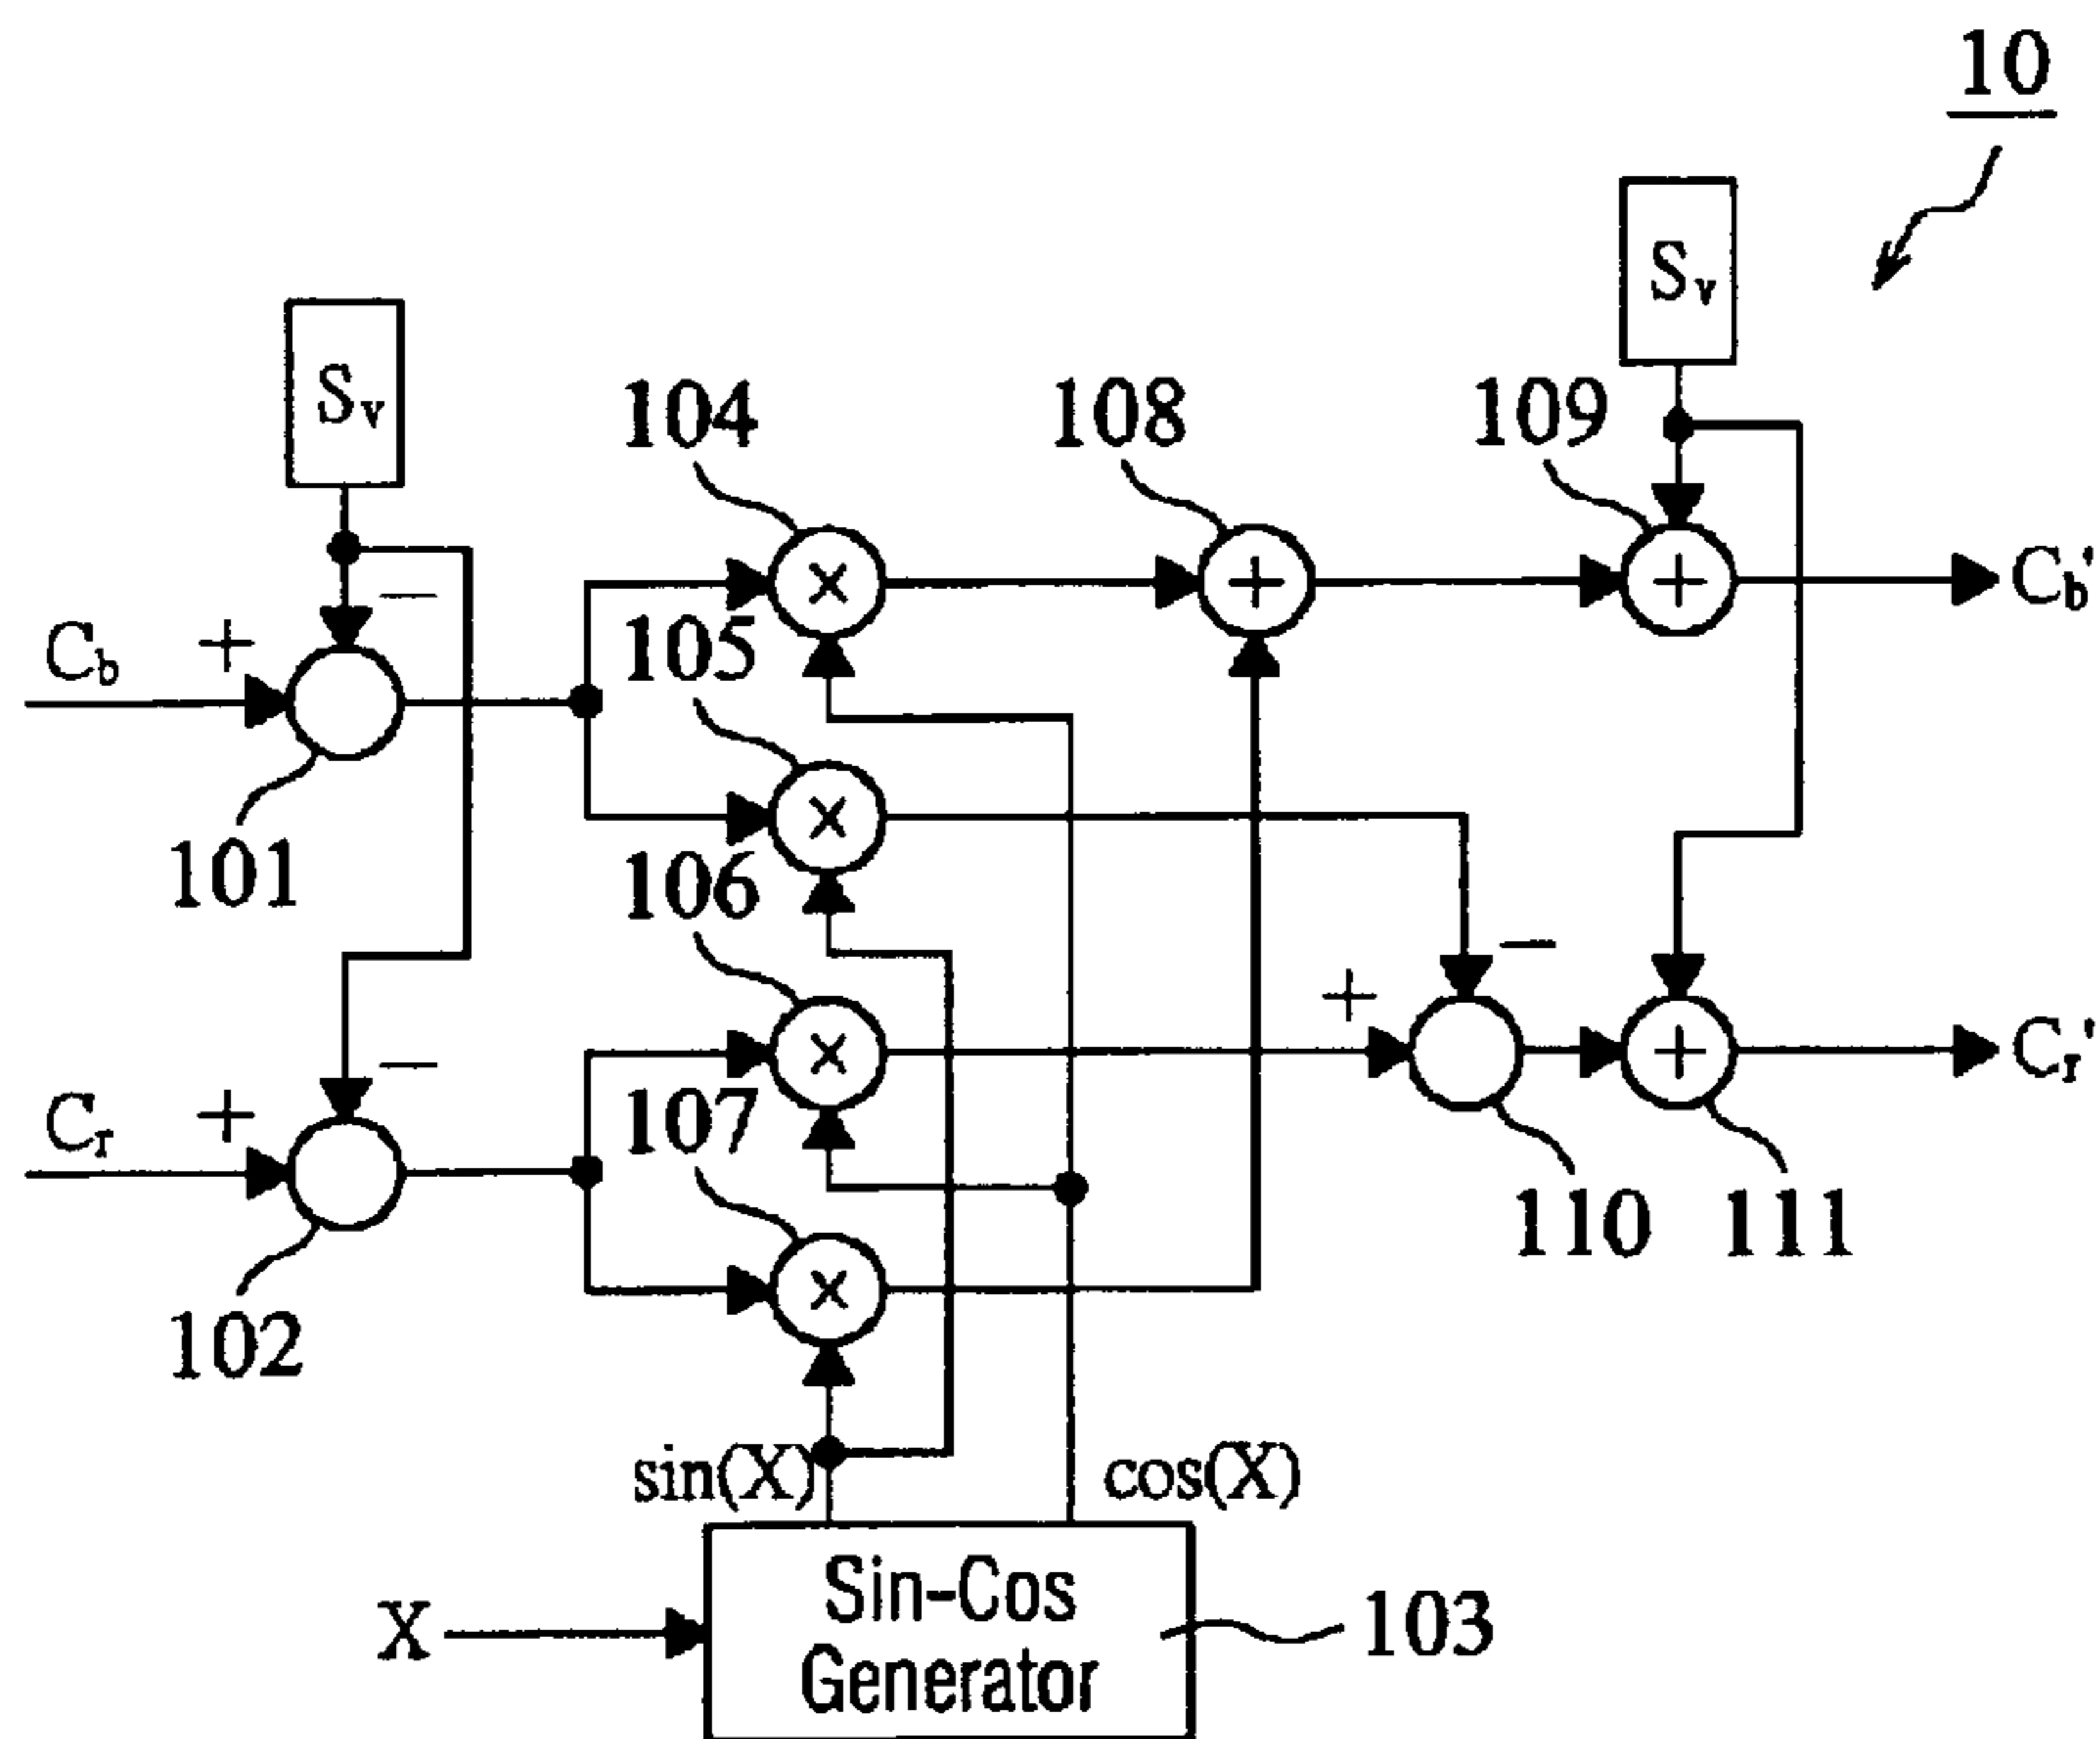 10
Sv
Sv
104
108
109
−
Cb
+
+
+
Cb'
×
105
×
101
106
−
−
+
Cr
+
×
+
Cr'
107
102
×
110
111
sin(X)
cos(X)
X
Sin-Cos
Generator
103